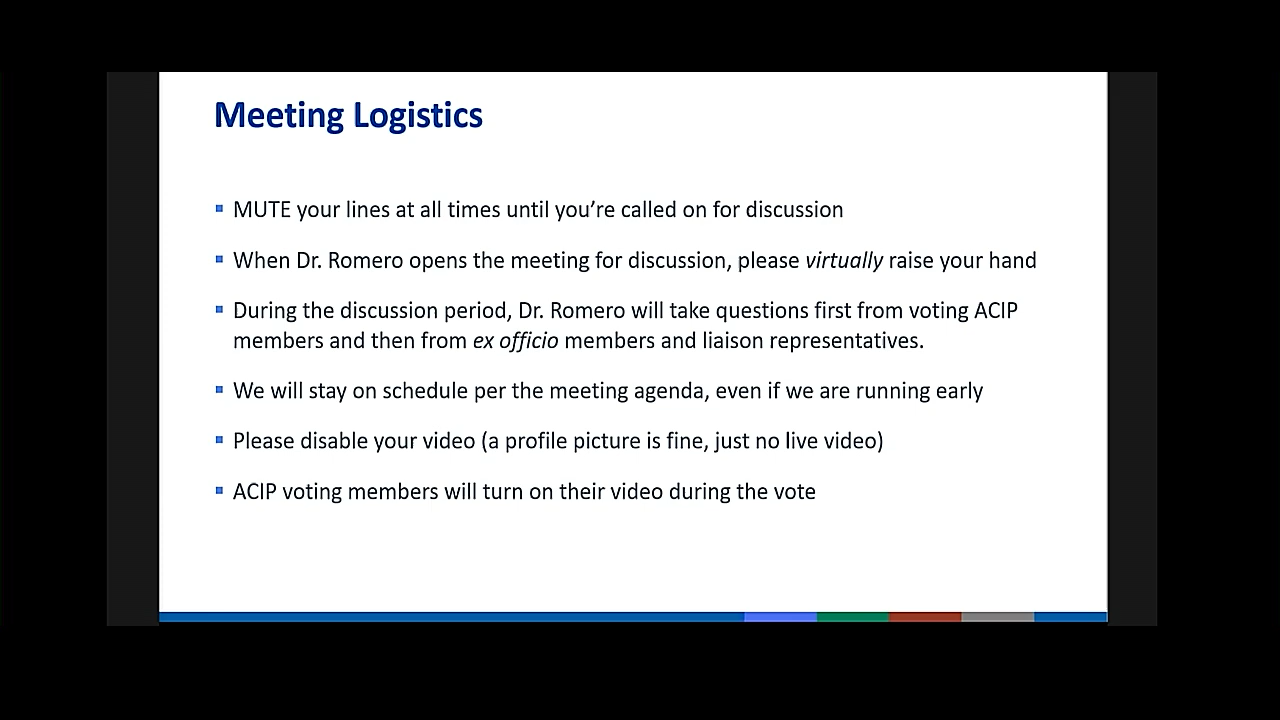 Meeting Logistics
MUTE your lines at all times until you’re called on for discussion
When Dr. Romero opens the meeting for discussion, please virtually raise your hand
During the discussion period, Dr. Romero will take questions first from voting ACIP
members and then from ex officio members and liaison representatives.
We will stay on schedule per the meeting agenda, even if we are running early
Please disable your video (a profile picture is fine, just no live video)
ACIP voting members will turn on their video during the vote